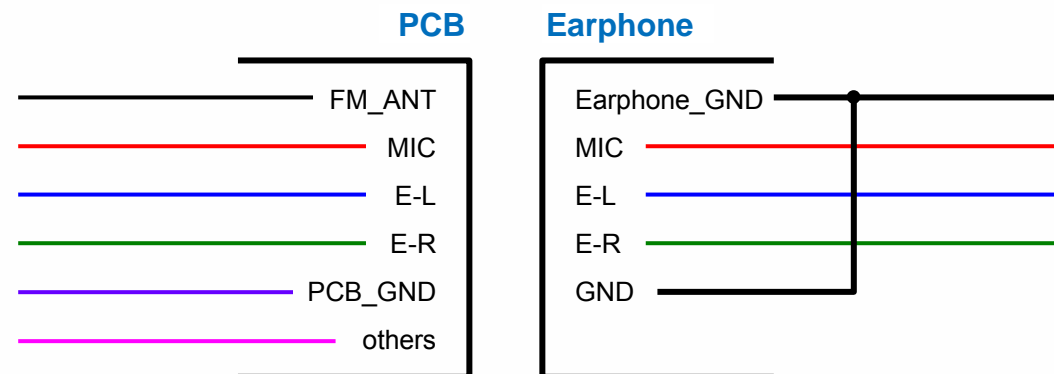 PCB Earphone
FM_ANT Earphone_GND
MIC MIC
E-L E-L
E-R E-R
PCB_GND GND
others